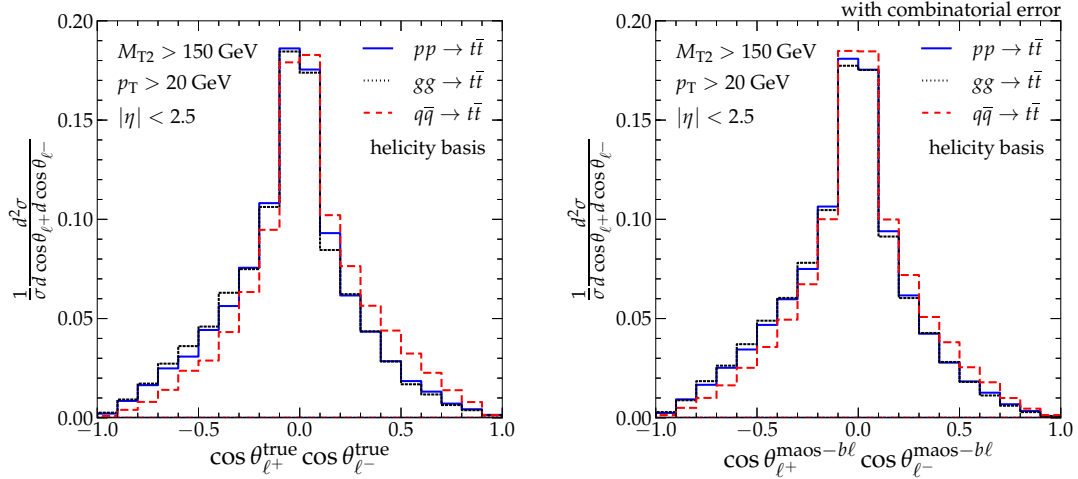 with combinatorial error
0.20
0.15
0.10
0.05
0.00
M_T2 > 150 GeV
p_T > 20 GeV
|η| < 2.5
pp → tt̄
gg → tt̄
qq̄ → tt̄
helicity basis
1/σ d²σ/(d cos θ_ℓ+ d cos θ_ℓ−)
−1.0 −0.5 0.0 0.5 1.0
cos θ_ℓ+^true cos θ_ℓ−^true
0.20
0.15
0.10
0.05
0.00
M_T2 > 150 GeV
p_T > 20 GeV
|η| < 2.5
pp → tt̄
gg → tt̄
qq̄ → tt̄
helicity basis
1/σ d²σ/(d cos θ_ℓ+ d cos θ_ℓ−)
−1.0 −0.5 0.0 0.5 1.0
cos θ_ℓ+^maos−bℓ cos θ_ℓ−^maos−bℓ